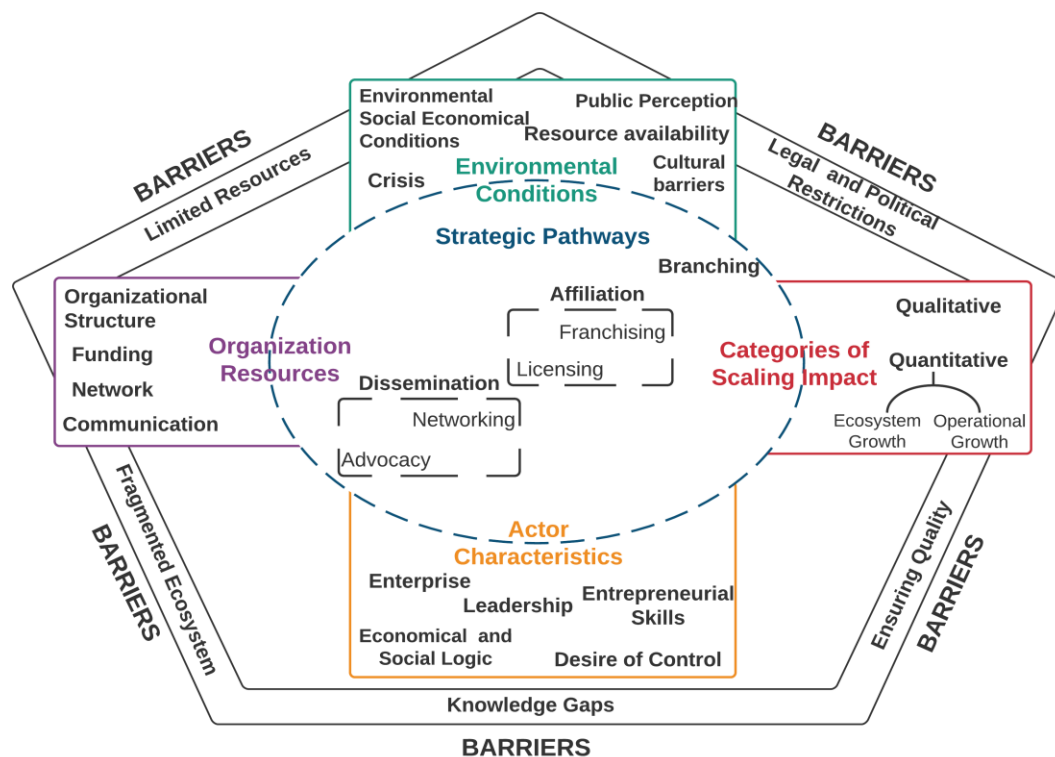 BARRIERS
Limited Resources
BARRIERS
Legal and Political
Restrictions
Environmental
Social Economical
Conditions
Public Perception
Resource availability
Crisis
Cultural
barriers
Environmental
Conditions
Strategic Pathways
Branching
Organizational
Structure
Funding
Network
Communication
Organization
Resources
Affiliation
Franchising
Licensing
Dissemination
Networking
Advocacy
Categories of
Scaling Impact
Qualitative
Quantitative
Ecosystem
Growth
Operational
Growth
Actor
Characteristics
Enterprise
Leadership
Entrepreneurial
Skills
Economical and
Social Logic
Desire of Control
Fragmented Ecosystem
BARRIERS
Ensuring Quality
BARRIERS
Knowledge Gaps
BARRIERS